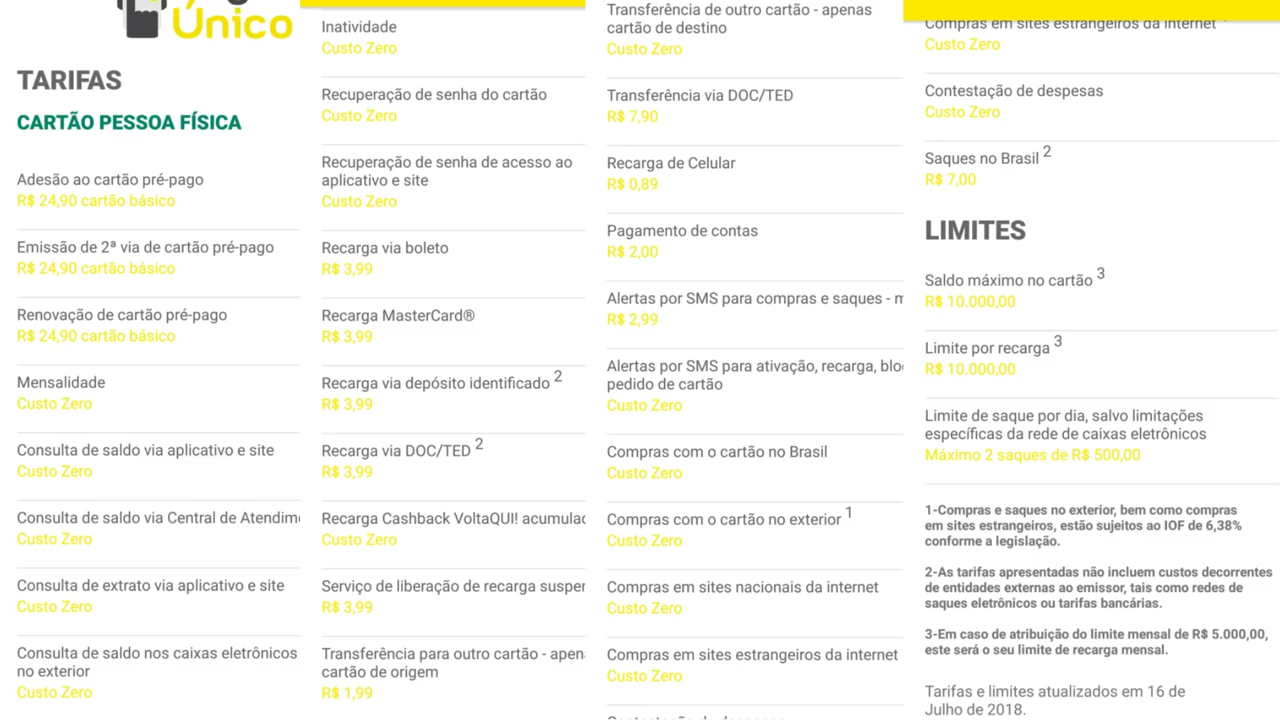 Único
TARIFAS
CARTÃO PESSOA FÍSICA
Adesão ao cartão pré-pago
R$ 24,90 cartão básico
Emissão de 2ª via de cartão pré-pago
R$ 24,90 cartão básico
Renovação de cartão pré-pago
R$ 24,90 cartão básico
Mensalidade
Custo Zero
Consulta de saldo via aplicativo e site
Custo Zero
Consulta de saldo via Central de Atendime
Custo Zero
Consulta de extrato via aplicativo e site
Custo Zero
Consulta de saldo nos caixas eletrônicos
no exterior
Custo Zero
Inatividade
Custo Zero
Recuperação de senha do cartão
Custo Zero
Recuperação de senha de acesso ao
aplicativo e site
Custo Zero
Recarga via boleto
R$ 3,99
Recarga MasterCard®
R$ 3,99
Recarga via depósito identificado 2
R$ 3,99
Recarga via DOC/TED 2
R$ 3,99
Recarga Cashback VoltaQUI! acumulad
Custo Zero
Serviço de liberação de recarga suspen
R$ 3,99
Transferência para outro cartão - apen
cartão de origem
R$ 1,99
Transferência de outro cartão - apenas
cartão de destino
Custo Zero
Transferência via DOC/TED
R$ 7,90
Recarga de Celular
R$ 0,89
Pagamento de contas
R$ 2,00
Alertas por SMS para compras e saques - m
R$ 2,99
Alertas por SMS para ativação, recarga, bloc
pedido de cartão
Custo Zero
Compras com o cartão no Brasil
Custo Zero
Compras com o cartão no exterior 1
Custo Zero
Compras em sites nacionais da internet
Custo Zero
Compras em sites estrangeiros da internet
Custo Zero
Compras em sites estrangeiros da internet
Custo Zero
Contestação de despesas
Custo Zero
Saques no Brasil 2
R$ 7,00
LIMITES
Saldo máximo no cartão 3
R$ 10.000,00
Limite por recarga 3
R$ 10.000,00
Limite de saque por dia, salvo limitações
específicas da rede de caixas eletrônicos
Máximo 2 saques de R$ 500,00
1-Compras e saques no exterior, bem como compras
em sites estrangeiros, estão sujeitos ao IOF de 6,38%
conforme a legislação.
2-As tarifas apresentadas não incluem custos decorrentes
de entidades externas ao emissor, tais como redes de
saques eletrônicos ou tarifas bancárias.
3-Em caso de atribuição do limite mensal de R$ 5.000,00,
este será o seu limite de recarga mensal.
Tarifas e limites atualizados em 16 de
Julho de 2018.